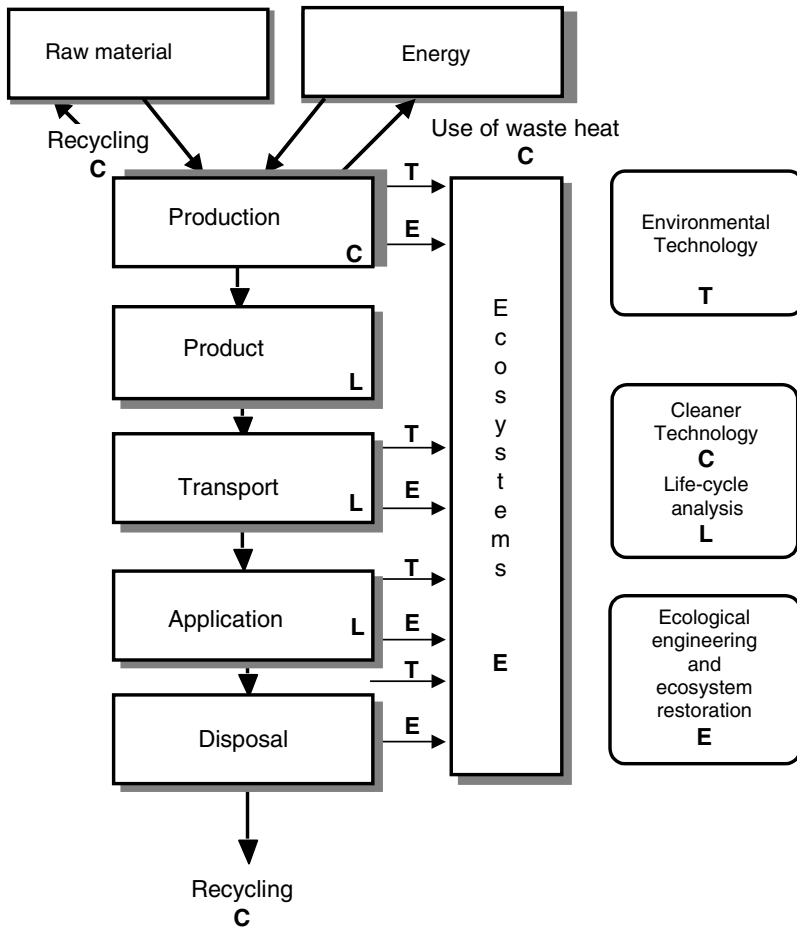 Raw material
Energy
Recycling
C
Use of waste heat
C
Production
C
T
E
Product
L
Transport
L
T
E
Application
L
T
E
Disposal
T
E
Recycling
C
Ecosystems
E
Environmental
Technology
T
Cleaner
Technology
C
Life-cycle
analysis
L
Ecological
engineering
and
ecosystem
restoration
E